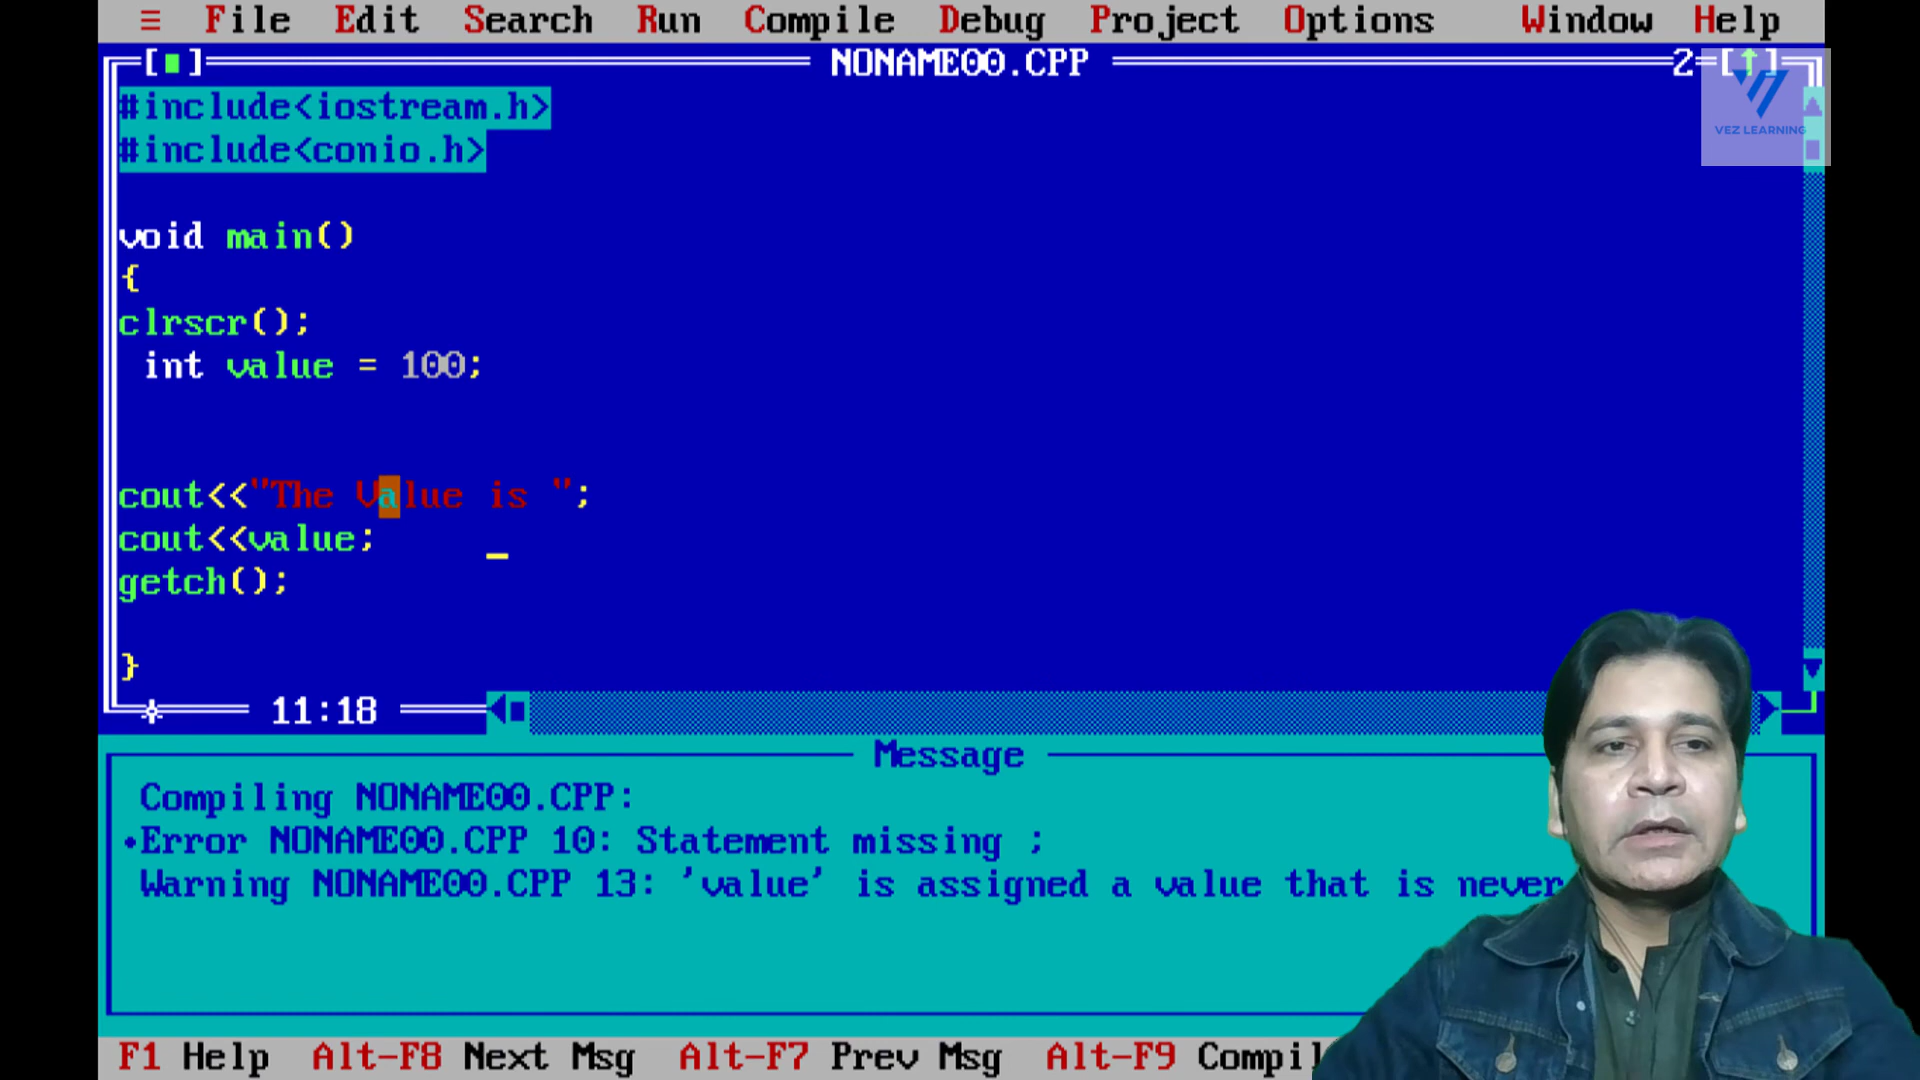 ≡ File Edit Search Run Compile Debug Project Options Window Help
[■] NONAME00.CPP 2=[↑]
VEZ LEARNING
#include<iostream.h>
#include<conio.h>
void main()
{
clrscr();
int value = 100;
cout<<"The Value is ";
cout<<value;
getch();
}
11:18
Message
Compiling NONAME00.CPP:
•Error NONAME00.CPP 10: Statement missing ;
Warning NONAME00.CPP 13: 'value' is assigned a value that is never
F1 Help Alt-F8 Next Msg Alt-F7 Prev Msg Alt-F9 Compil